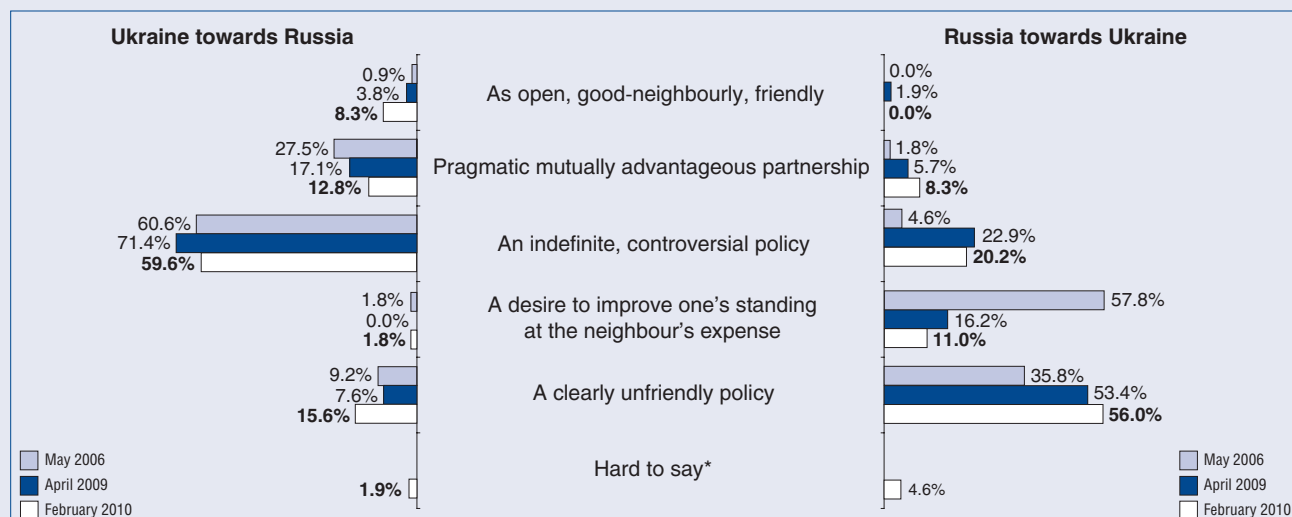 Ukraine towards Russia
Russia towards Ukraine
0.9%
3.8%
8.3%
As open, good-neighbourly, friendly
0.0%
1.9%
0.0%
27.5%
17.1%
12.8%
Pragmatic mutually advantageous partnership
1.8%
5.7%
8.3%
60.6%
71.4%
59.6%
An indefinite, controversial policy
4.6%
22.9%
20.2%
1.8%
0.0%
1.8%
A desire to improve one’s standing
at the neighbour’s expense
57.8%
16.2%
11.0%
9.2%
7.6%
15.6%
A clearly unfriendly policy
35.8%
53.4%
56.0%
Hard to say*
1.9%
4.6%
May 2006
April 2009
February 2010
May 2006
April 2009
February 2010